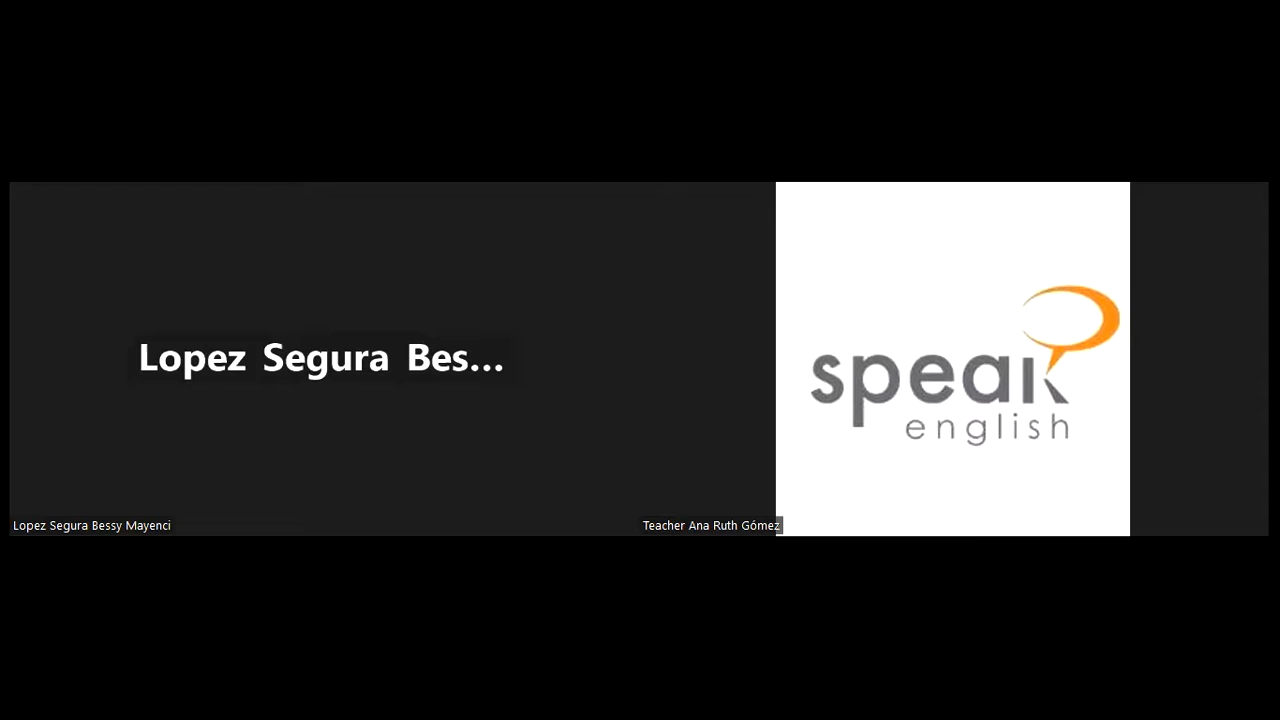 Lopez Segura Bes...
speak
english
Lopez Segura Bessy Mayenci
Teacher Ana Ruth Gómez